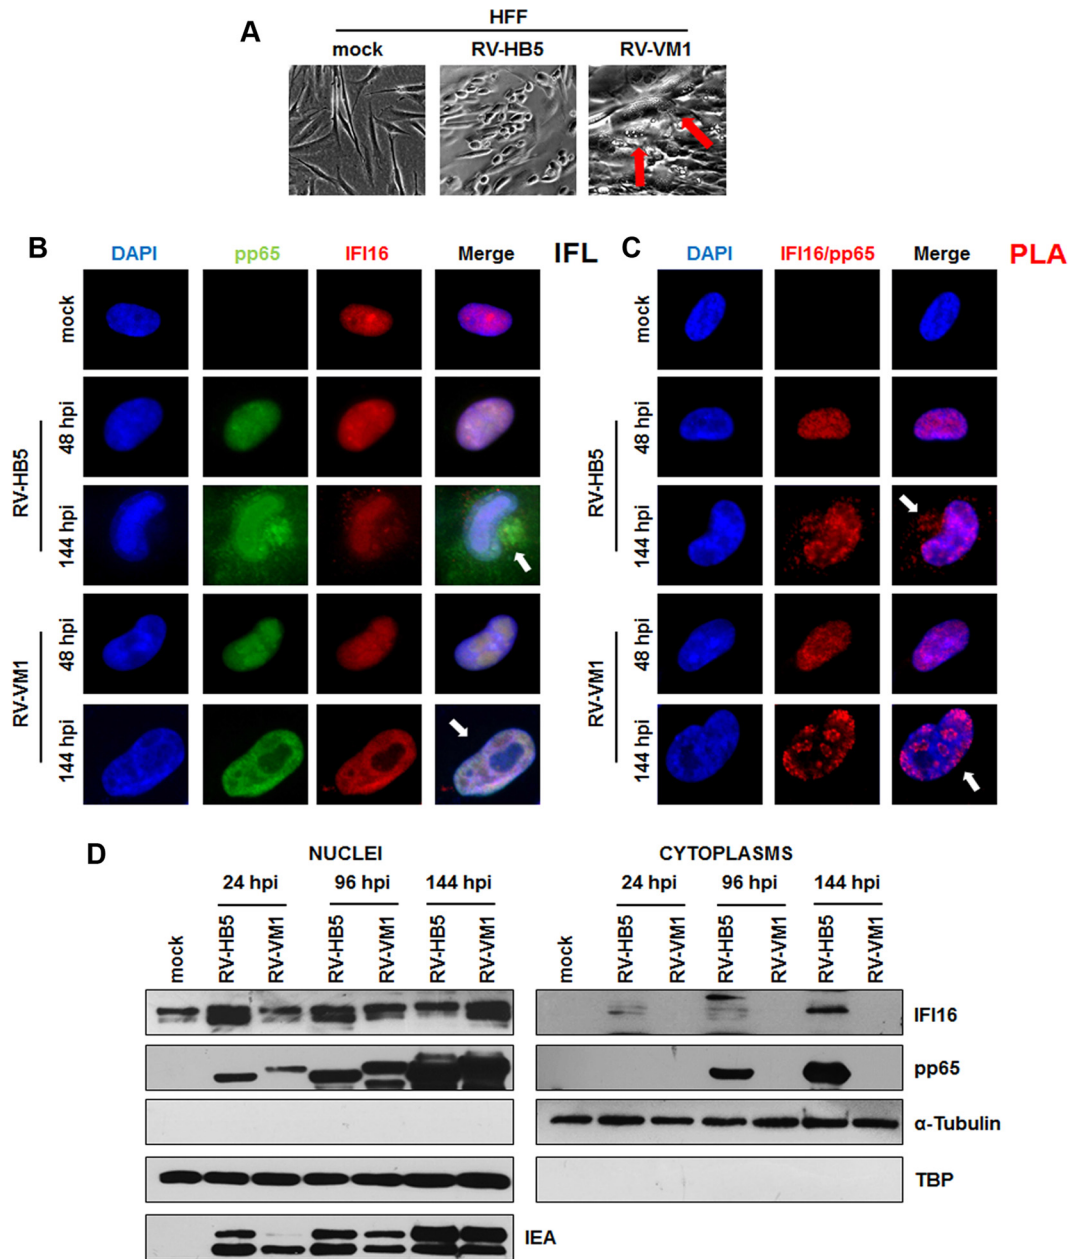 A
HFF
mock RV-HB5 RV-VM1
B
DAPI pp65 IFI16 Merge IFL
mock
RV-HB5
48 hpi
144 hpi
RV-VM1
48 hpi
144 hpi
C
DAPI IFI16/pp65 Merge PLA
mock
RV-HB5
48 hpi
144 hpi
RV-VM1
48 hpi
144 hpi
D
NUCLEI CYTOPLASMS
24 hpi 96 hpi 144 hpi 24 hpi 96 hpi 144 hpi
mock RV-HB5 RV-VM1 RV-HB5 RV-VM1 RV-HB5 RV-VM1 mock RV-HB5 RV-VM1 RV-HB5 RV-VM1 RV-HB5 RV-VM1
IFI16
pp65
α-Tubulin
TBP
IEA